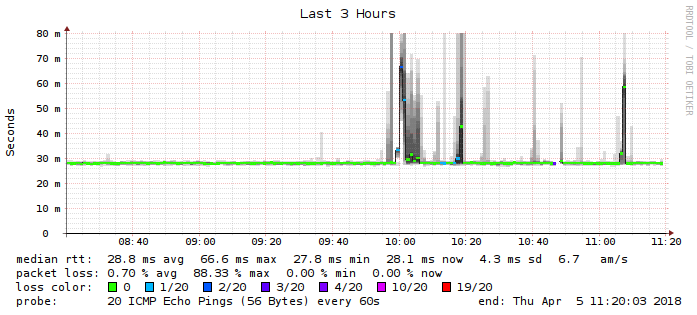 Last 3 Hours
RRDTOOL / TOBI OETIKER
Seconds
80 m
70 m
60 m
50 m
40 m
30 m
20 m
10 m
0
08:40 09:00 09:20 09:40 10:00 10:20 10:40 11:00 11:20
median rtt: 28.8 ms avg 66.6 ms max 27.8 ms min 28.1 ms now 4.3 ms sd 6.7 am/s
packet loss: 0.70 % avg 88.33 % max 0.00 % min 0.00 % now
loss color: 0 1/20 2/20 3/20 4/20 10/20 19/20
probe: 20 ICMP Echo Pings (56 Bytes) every 60s end: Thu Apr 5 11:20:03 2018